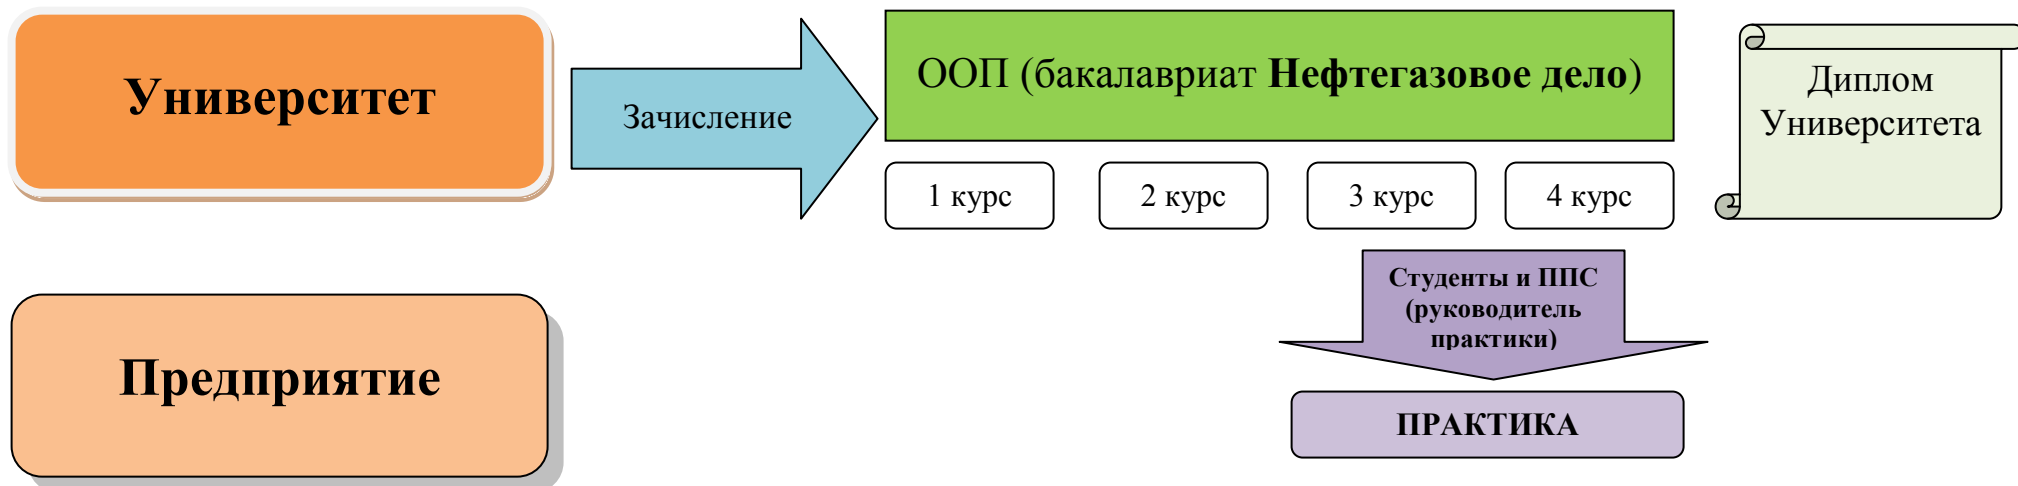 Университет
Зачисление
ООП (бакалавриат Нефтегазовое дело)
Диплом
Университета
1 курс
2 курс
3 курс
4 курс
Студенты и ППС
(руководитель
практики)
Предприятие
ПРАКТИКА